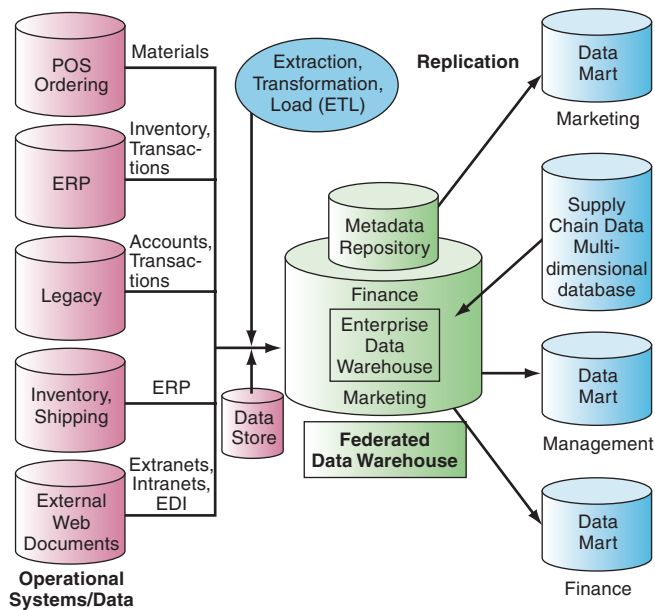 POS
Ordering
Materials
ERP
Inventory,
Transac-
tions
Legacy
Accounts,
Transac-
tions
Inventory,
Shipping
ERP
External
Web
Documents
Extranets,
Intranets,
EDI
Operational
Systems/Data
Extraction,
Transformation,
Load (ETL)
Data
Store
Replication
Metadata
Repository
Finance
Enterprise
Data
Warehouse
Marketing
Federated
Data Warehouse
Data
Mart
Marketing
Supply
Chain Data
Multi-
dimensional
database
Data
Mart
Management
Data
Mart
Finance